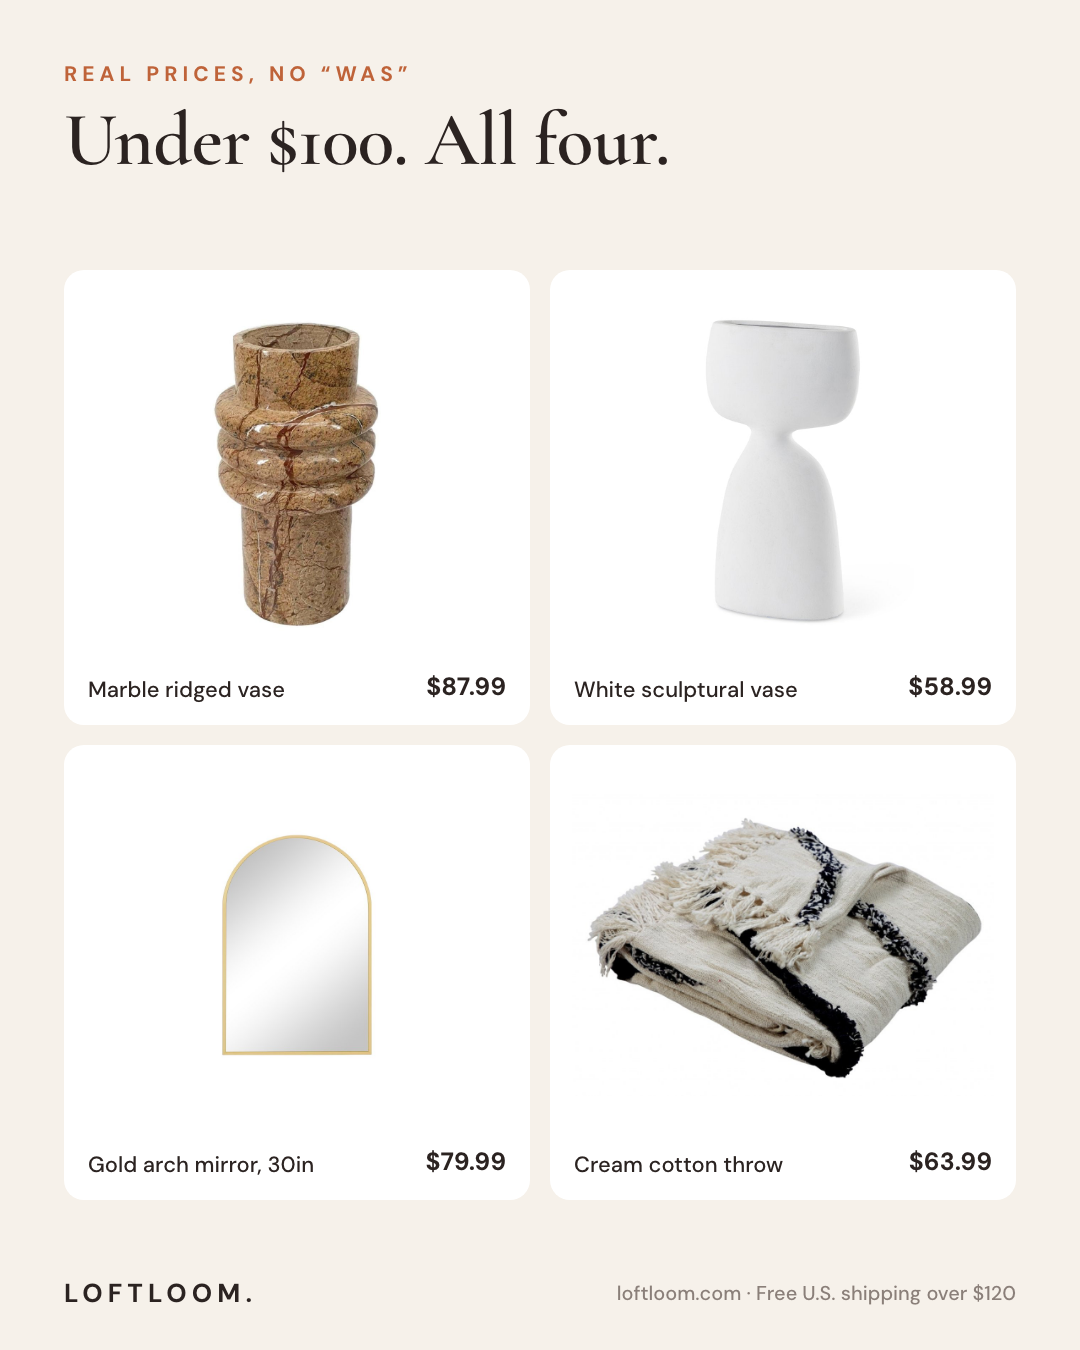 REAL PRICES, NO “WAS”
Under $100. All four.
Marble ridged vase $87.99
White sculptural vase $58.99
Gold arch mirror, 30in $79.99
Cream cotton throw $63.99
LOFTLOOM.
loftloom.com · Free U.S. shipping over $120